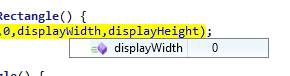 Rectangle() {
,0,displayWidth,displayHeight);
displayWidth 0